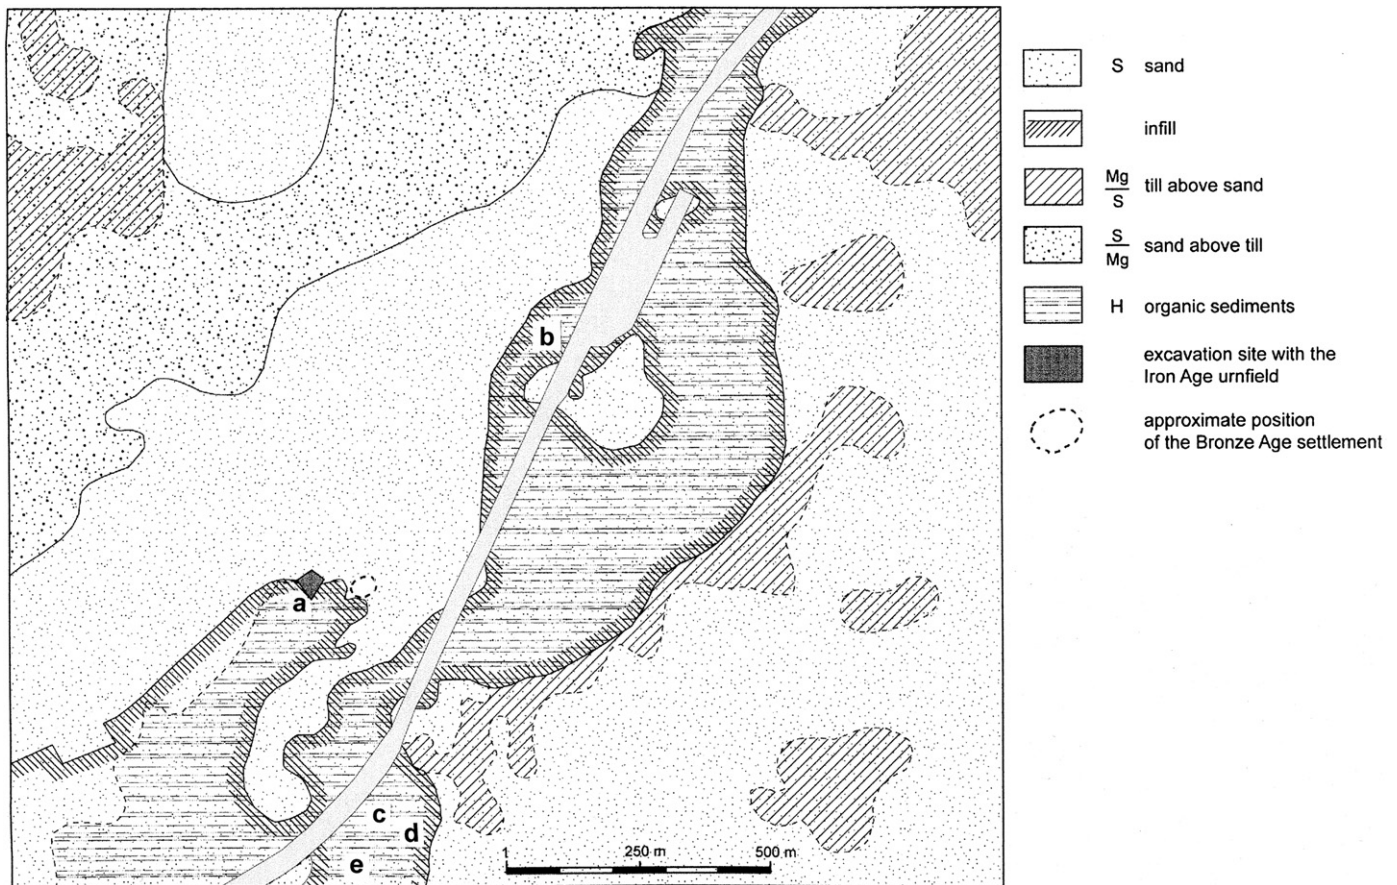 S sand
infill
Mg
S till above sand
S
Mg sand above till
H organic sediments
excavation site with the
Iron Age urnfield
approximate position
of the Bronze Age settlement
b
a
c
d
e
1 250 m 500 m